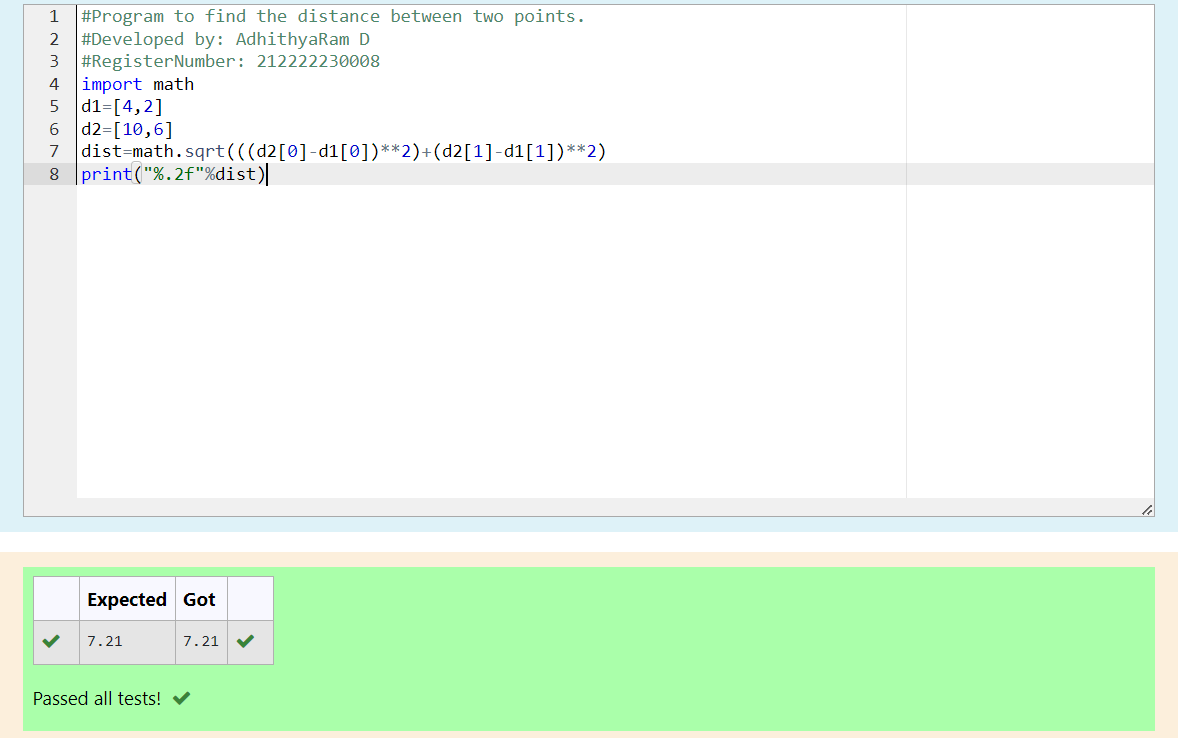 1 #Program to find the distance between two points.
2 #Developed by: AdhithyaRam D
3 #RegisterNumber: 212222230008
4 import math
5 d1=[4,2]
6 d2=[10,6]
7 dist=math.sqrt(((d2[0]-d1[0])**2)+(d2[1]-d1[1])**2)
8 print("%.2f"%dist)
Expected Got
7.21 7.21
Passed all tests!